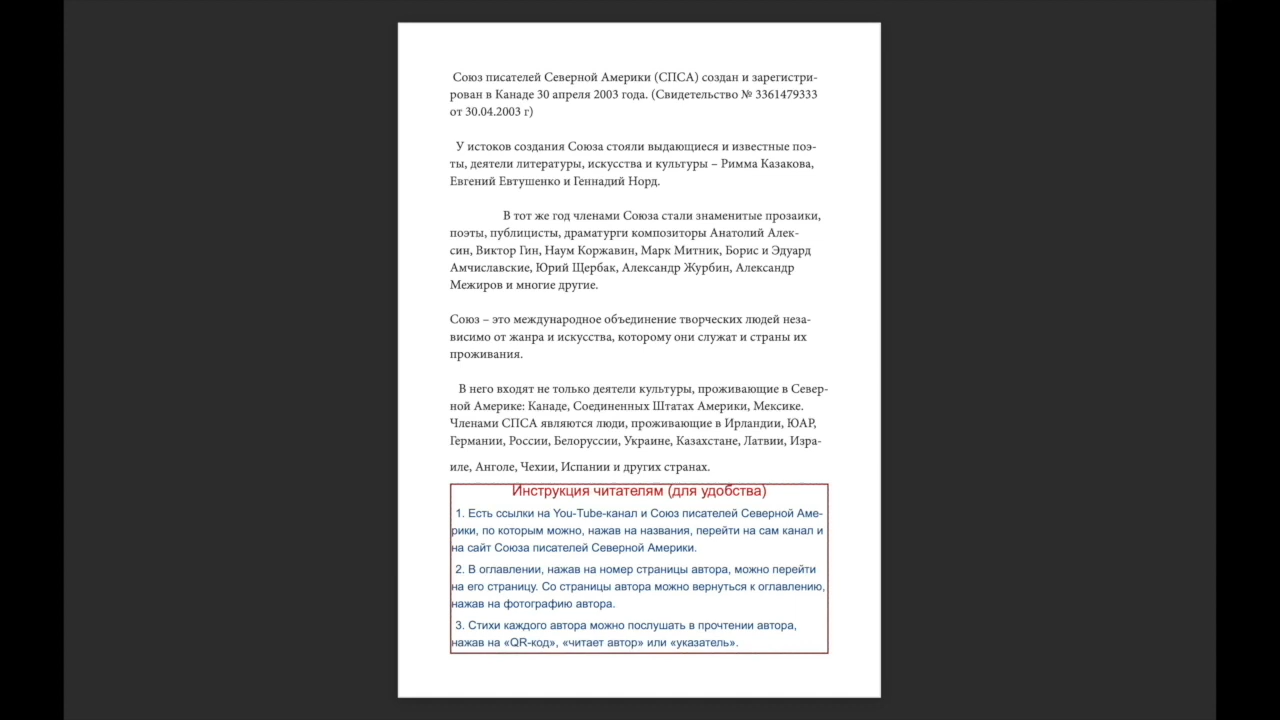 Союз писателей Северной Америки (СПСА) создан и зарегистри-
рован в Канаде 30 апреля 2003 года. (Свидетельство № 3361479333
от 30.04.2003 г)
У истоков создания Союза стояли выдающиеся и известные поэ-
ты, деятели литературы, искусства и культуры – Римма Казакова,
Евгений Евтушенко и Геннадий Норд.
В тот же год членами Союза стали знаменитые прозаики,
поэты, публицисты, драматурги композиторы Анатолий Алек-
син, Виктор Гин, Наум Коржавин, Марк Митник, Борис и Эдуард
Амчиславские, Юрий Щербак, Александр Журбин, Александр
Межиров и многие другие.
Союз – это международное объединение творческих людей неза-
висимо от жанра и искусства, которому они служат и страны их
проживания.
В него входят не только деятели культуры, проживающие в Север-
ной Америке: Канаде, Соединенных Штатах Америки, Мексике.
Членами СПСА являются люди, проживающие в Ирландии, ЮАР,
Германии, России, Белоруссии, Украине, Казахстане, Латвии, Изра-
иле, Анголе, Чехии, Испании и других странах.
Инструкция читателям (для удобства)
1. Есть ссылки на You-Tube-канал и Союз писателей Северной Аме-
рики, по которым можно, нажав на названия, перейти на сам канал и
на сайт Союза писателей Северной Америки.
2. В оглавлении, нажав на номер страницы автора, можно перейти
на его страницу. Со страницы автора можно вернуться к оглавлению,
нажав на фотографию автора.
3. Стихи каждого автора можно послушать в прочтении автора,
нажав на «QR-код», «читает автор» или «указатель».